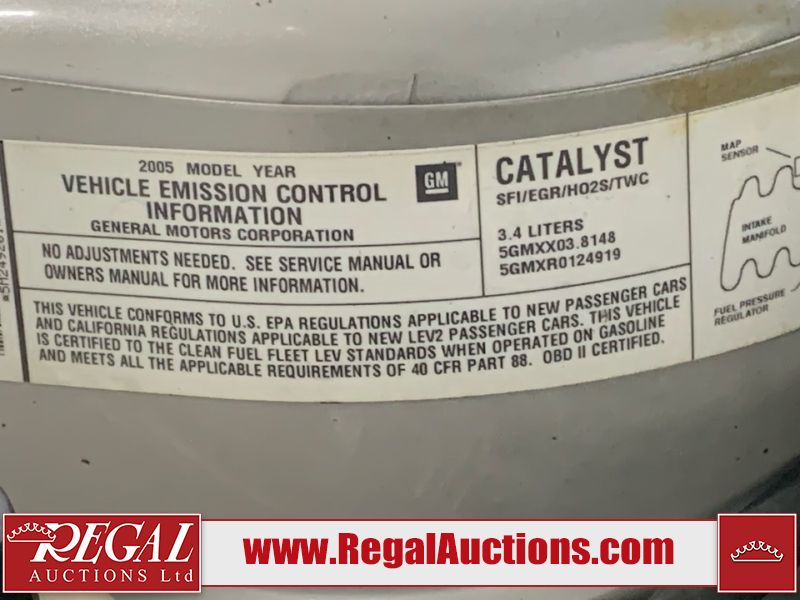 2005 MODEL YEAR
VEHICLE EMISSION CONTROL
INFORMATION
GENERAL MOTORS CORPORATION
GM
NO ADJUSTMENTS NEEDED. SEE SERVICE MANUAL OR
OWNERS MANUAL FOR MORE INFORMATION.
CATALYST
SFI/EGR/HO2S/TWC
3.4 LITERS
5GMXX03.8148
5GMXR0124919
THIS VEHICLE CONFORMS TO U.S. EPA REGULATIONS APPLICABLE TO NEW PASSENGER CARS
AND CALIFORNIA REGULATIONS APPLICABLE TO NEW LEV2 PASSENGER CARS. THIS VEHICLE
IS CERTIFIED TO THE CLEAN FUEL FLEET LEV STANDARDS WHEN OPERATED ON GASOLINE
AND MEETS ALL THE APPLICABLE REQUIREMENTS OF 40 CFR PART 88. OBD II CERTIFIED.
MAP
SENSOR
INTAKE
MANIFOLD
FUEL PRESSURE
REGULATOR
REGAL
AUCTIONS Ltd
www.RegalAuctions.com